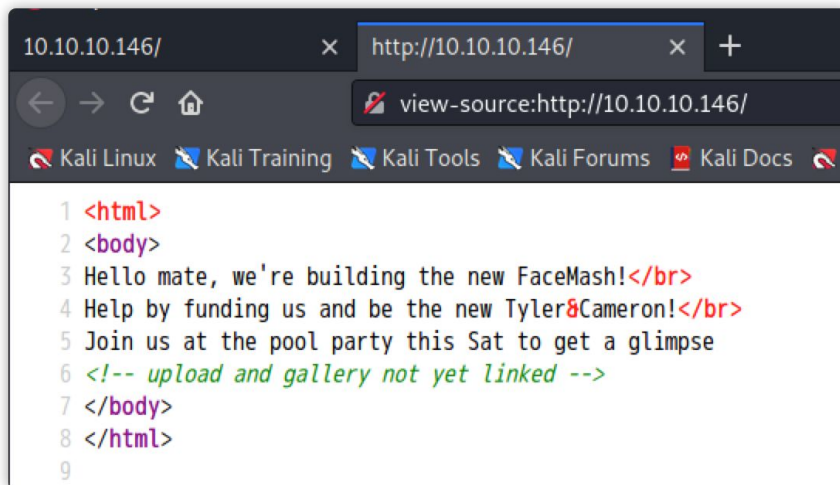 10.10.10.146/ × http://10.10.10.146/ × +
view-source:http://10.10.10.146/
Kali Linux Kali Training Kali Tools Kali Forums Kali Docs
1 <html>
2 <body>
3 Hello mate, we're building the new FaceMash!</br>
4 Help by funding us and be the new Tyler&Cameron!</br>
5 Join us at the pool party this Sat to get a glimpse
6 <!-- upload and gallery not yet linked -->
7 </body>
8 </html>
9